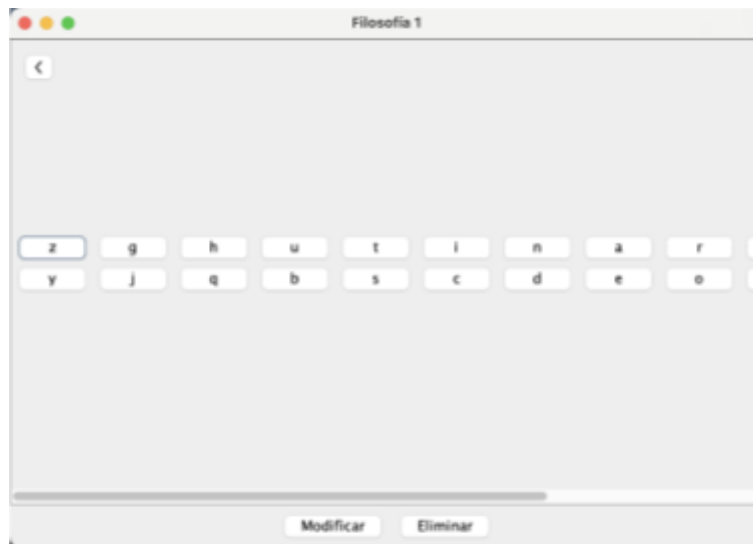 Filosofía 1
<
z g h u t i n a r
y j q b s c d e o
Modificar Eliminar